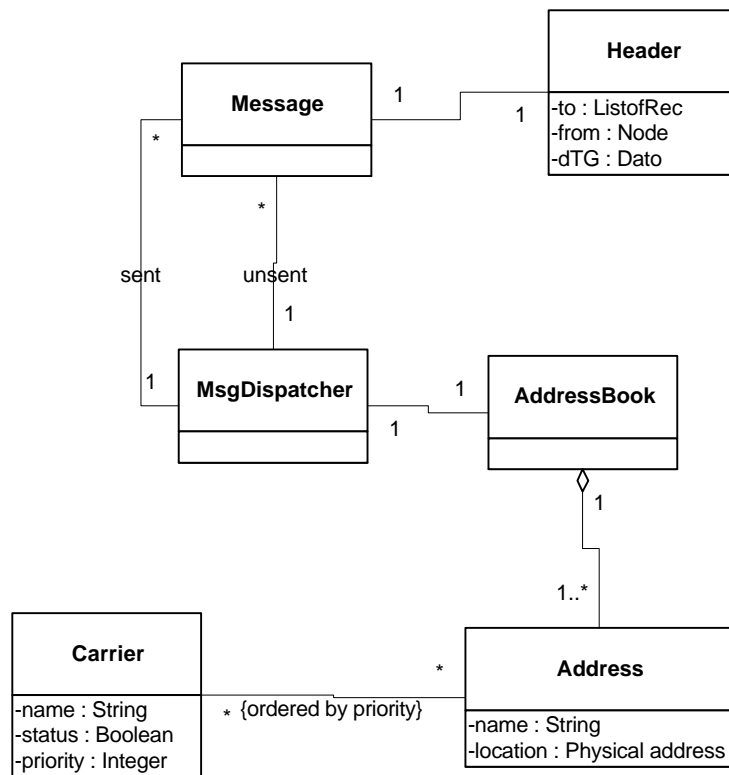 Header
-to : ListofRec
-from : Node
-dTG : Dato
Message
1
1
*
*
sent
unsent
1
1
MsgDispatcher
1
1
AddressBook
1
1..*
Carrier
-name : String
-status : Boolean
-priority : Integer
*
* {ordered by priority}
Address
-name : String
-location : Physical address